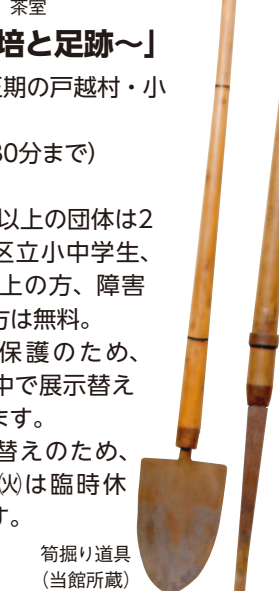 茶室
培と足跡〜」
期の戸越村・小
30分まで)
以上の団体は2
区立小中学生、
上の方、障害
方は無料。
保護のため、
中で展示替え
ます。
替えのため、
㈫は臨時休
す。
筍掘り道具
(当館所蔵)